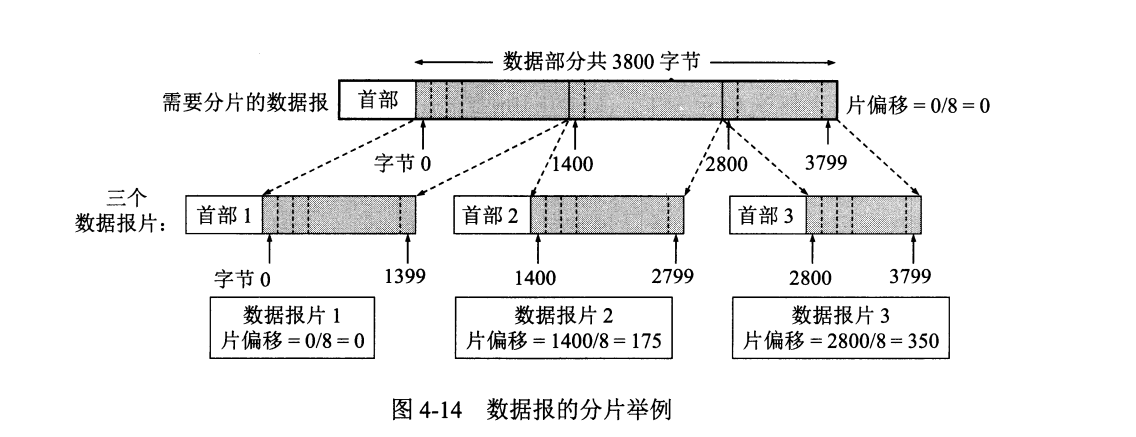 数据部分共 3800 字节
需要分片的数据报
首部
片偏移 = 0/8 = 0
字节 0
1400
2800
3799
三个
数据报片：
首部 1
首部 2
首部 3
字节 0
1399
1400
2799
2800
3799
数据报片 1
片偏移 = 0/8 = 0
数据报片 2
片偏移 = 1400/8 = 175
数据报片 3
片偏移 = 2800/8 = 350
图 4-14 数据报的分片举例